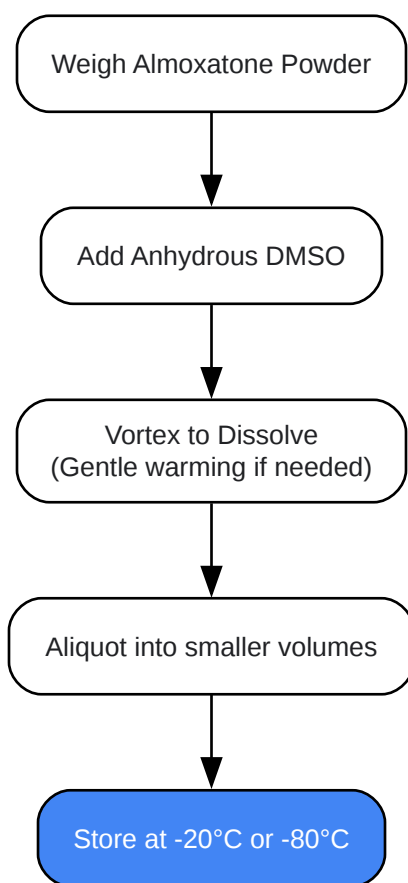 Weigh Almoxatone Powder
Add Anhydrous DMSO
Vortex to Dissolve
(Gentle warming if needed)
Aliquot into smaller volumes
Store at -20°C or -80°C